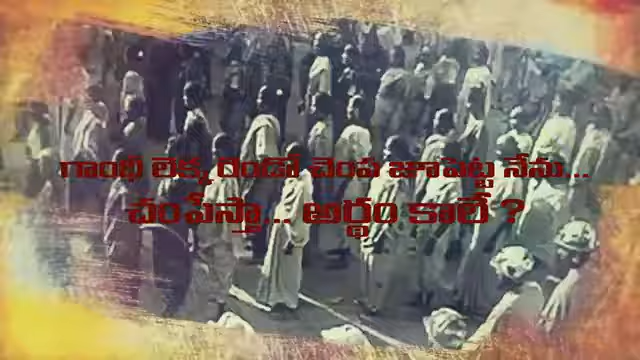 గాంధీ లెక్క రెండో చెంప జూపెట్ట నేను...
చంపేస్తా... అర్థం కాలే ?